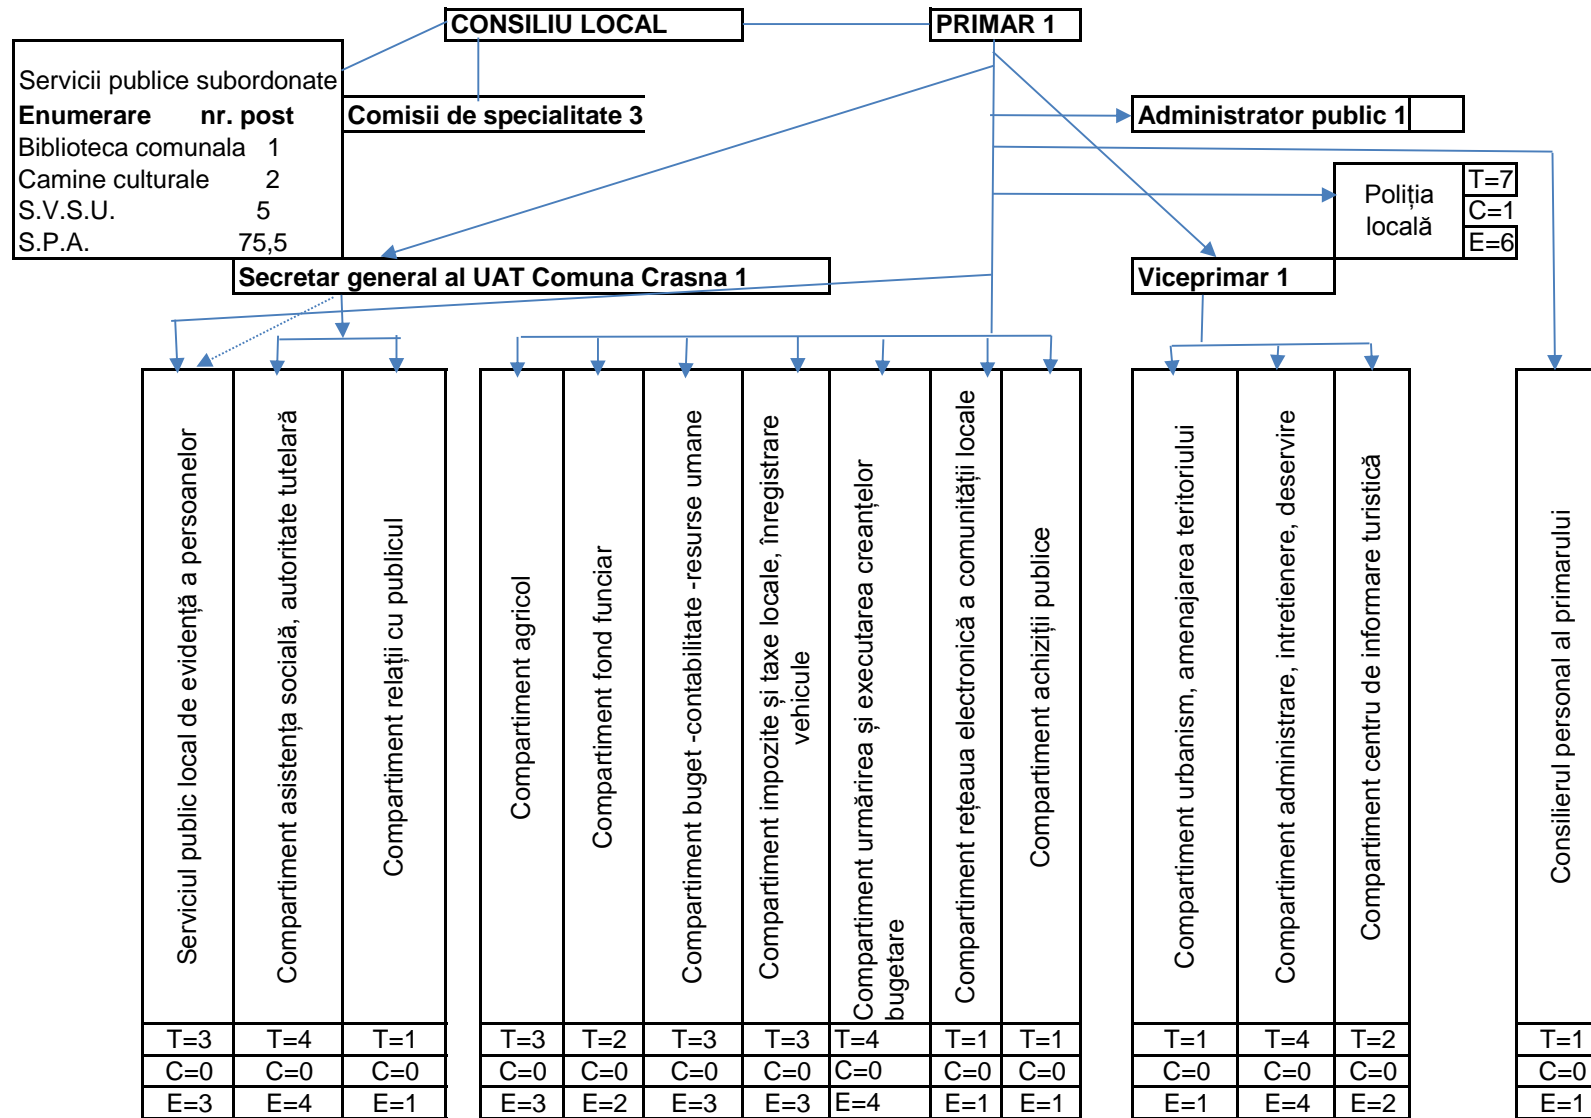 CONSILIU LOCAL
PRIMAR 1
Servicii publice subordonate
Enumerare nr. post
Biblioteca comunala 1
Camine culturale 2
S.V.S.U. 5
S.P.A. 75,5
Comisii de specialitate 3
Administrator public 1
Poliția
locală
T=7
C=1
E=6
Secretar general al UAT Comuna Crasna 1
Viceprimar 1
Serviciul public local de evidență a persoanelor
Compartiment asistența socială, autoritate tutelară
Compartiment relații cu publicul
Compartiment agricol
Compartiment fond funciar
Compartiment buget -contabilitate -resurse umane
Compartiment impozite și taxe locale, înregistrare
vehicule
Compartiment urmărirea și executarea creanțelor
bugetare
Compartiment rețeaua electronică a comunității locale
Compartiment achiziții publice
Compartiment urbanism, amenajarea teritoriului
Compartiment administrare, intretienere, deservire
Compartiment centru de informare turistică
Consilierul personal al primarului
T=3 T=4 T=1 T=3 T=2 T=3 T=3 T=4 T=1 T=1 T=1 T=4 T=2 T=1
C=0 C=0 C=0 C=0 C=0 C=0 C=0 C=0 C=0 C=0 C=0 C=0 C=0 C=0
E=3 E=4 E=1 E=3 E=2 E=3 E=3 E=4 E=1 E=1 E=1 E=4 E=2 E=1